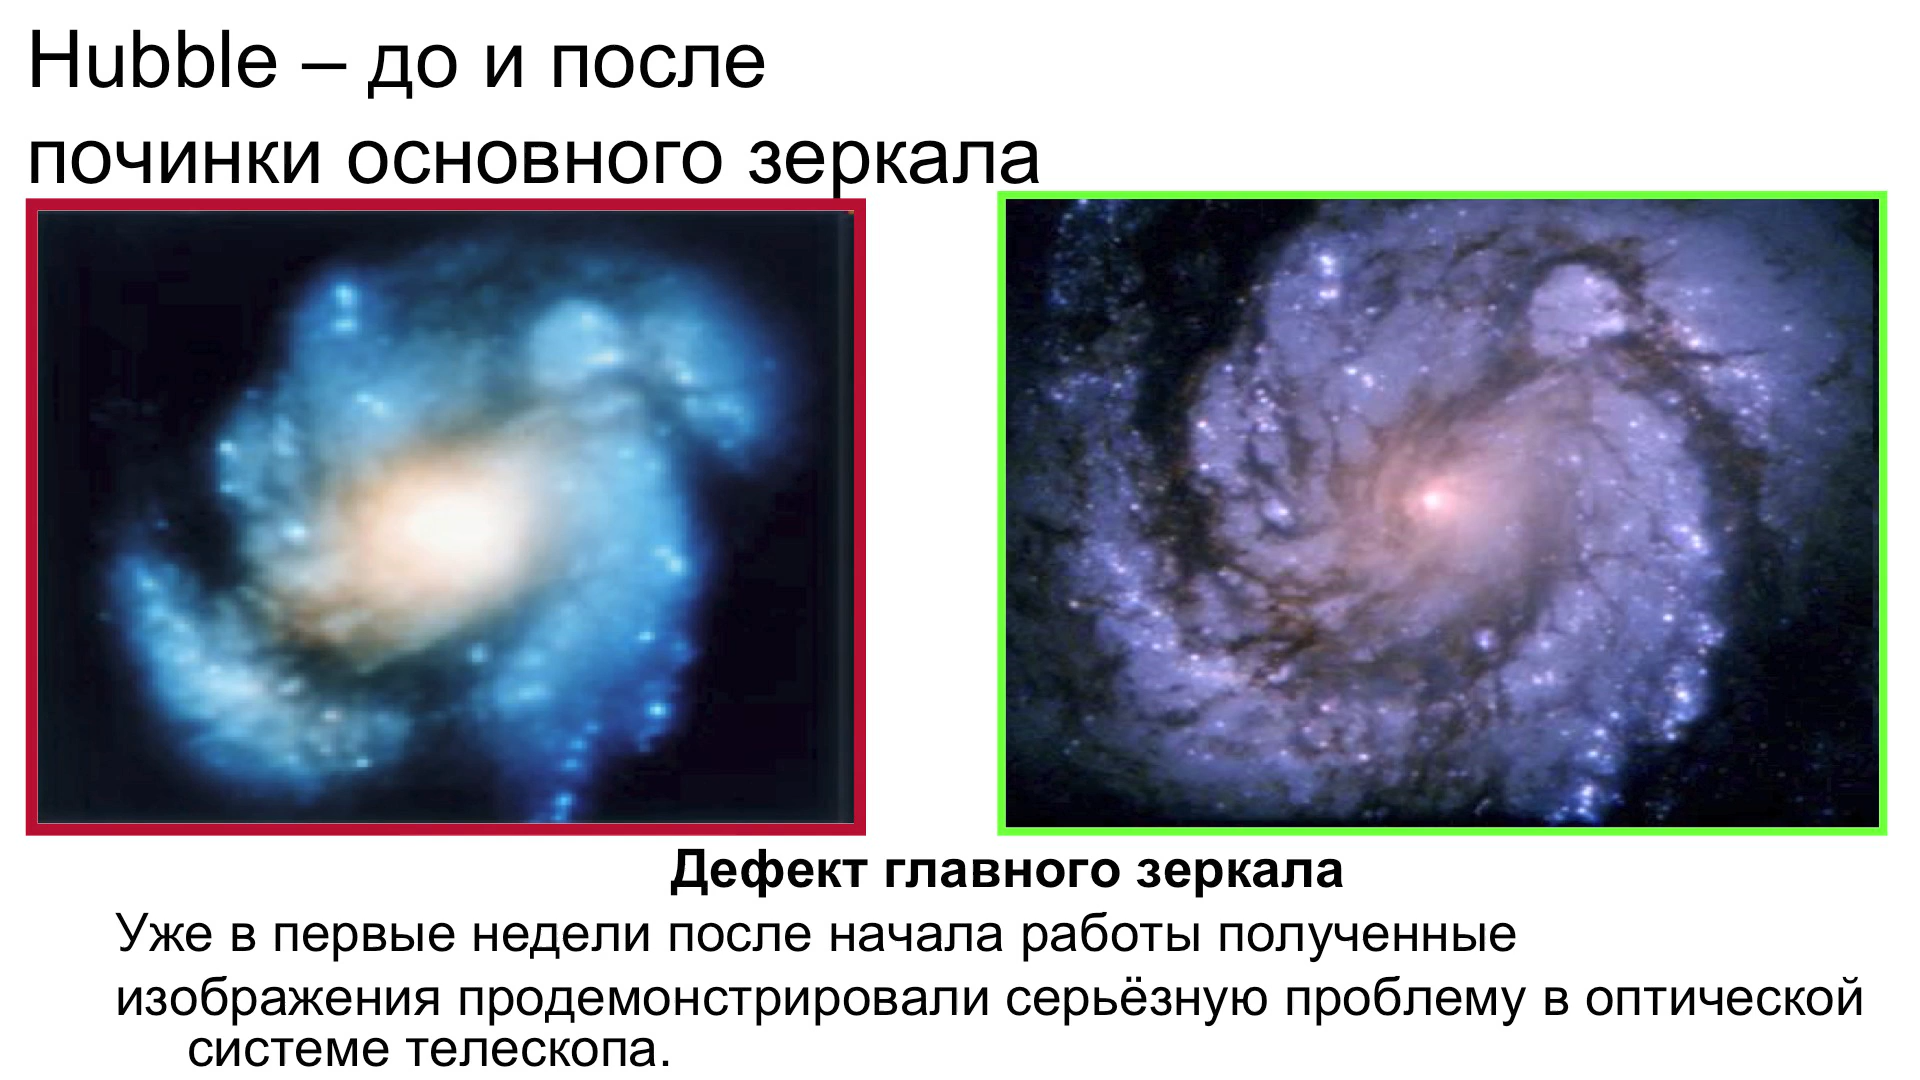 Hubble – до и после
починки основного зеркала
Дефект главного зеркала
Уже в первые недели после начала работы полученные
изображения продемонстрировали серьёзную проблему в оптической
системе телескопа.